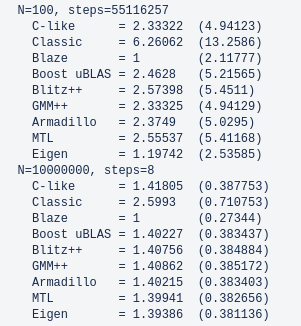 N=100, steps=55116257
C-like = 2.33322 (4.94123)
Classic = 6.26062 (13.2586)
Blaze = 1 (2.11777)
Boost uBLAS = 2.4628 (5.21565)
Blitz++ = 2.57398 (5.4511)
GMM++ = 2.33325 (4.94129)
Armadillo = 2.3749 (5.0295)
MTL = 2.55537 (5.41168)
Eigen = 1.19742 (2.53585)
N=10000000, steps=8
C-like = 1.41805 (0.387753)
Classic = 2.5993 (0.710753)
Blaze = 1 (0.27344)
Boost uBLAS = 1.40227 (0.383437)
Blitz++ = 1.40756 (0.384884)
GMM++ = 1.40862 (0.385172)
Armadillo = 1.40215 (0.383403)
MTL = 1.39941 (0.382656)
Eigen = 1.39386 (0.381136)